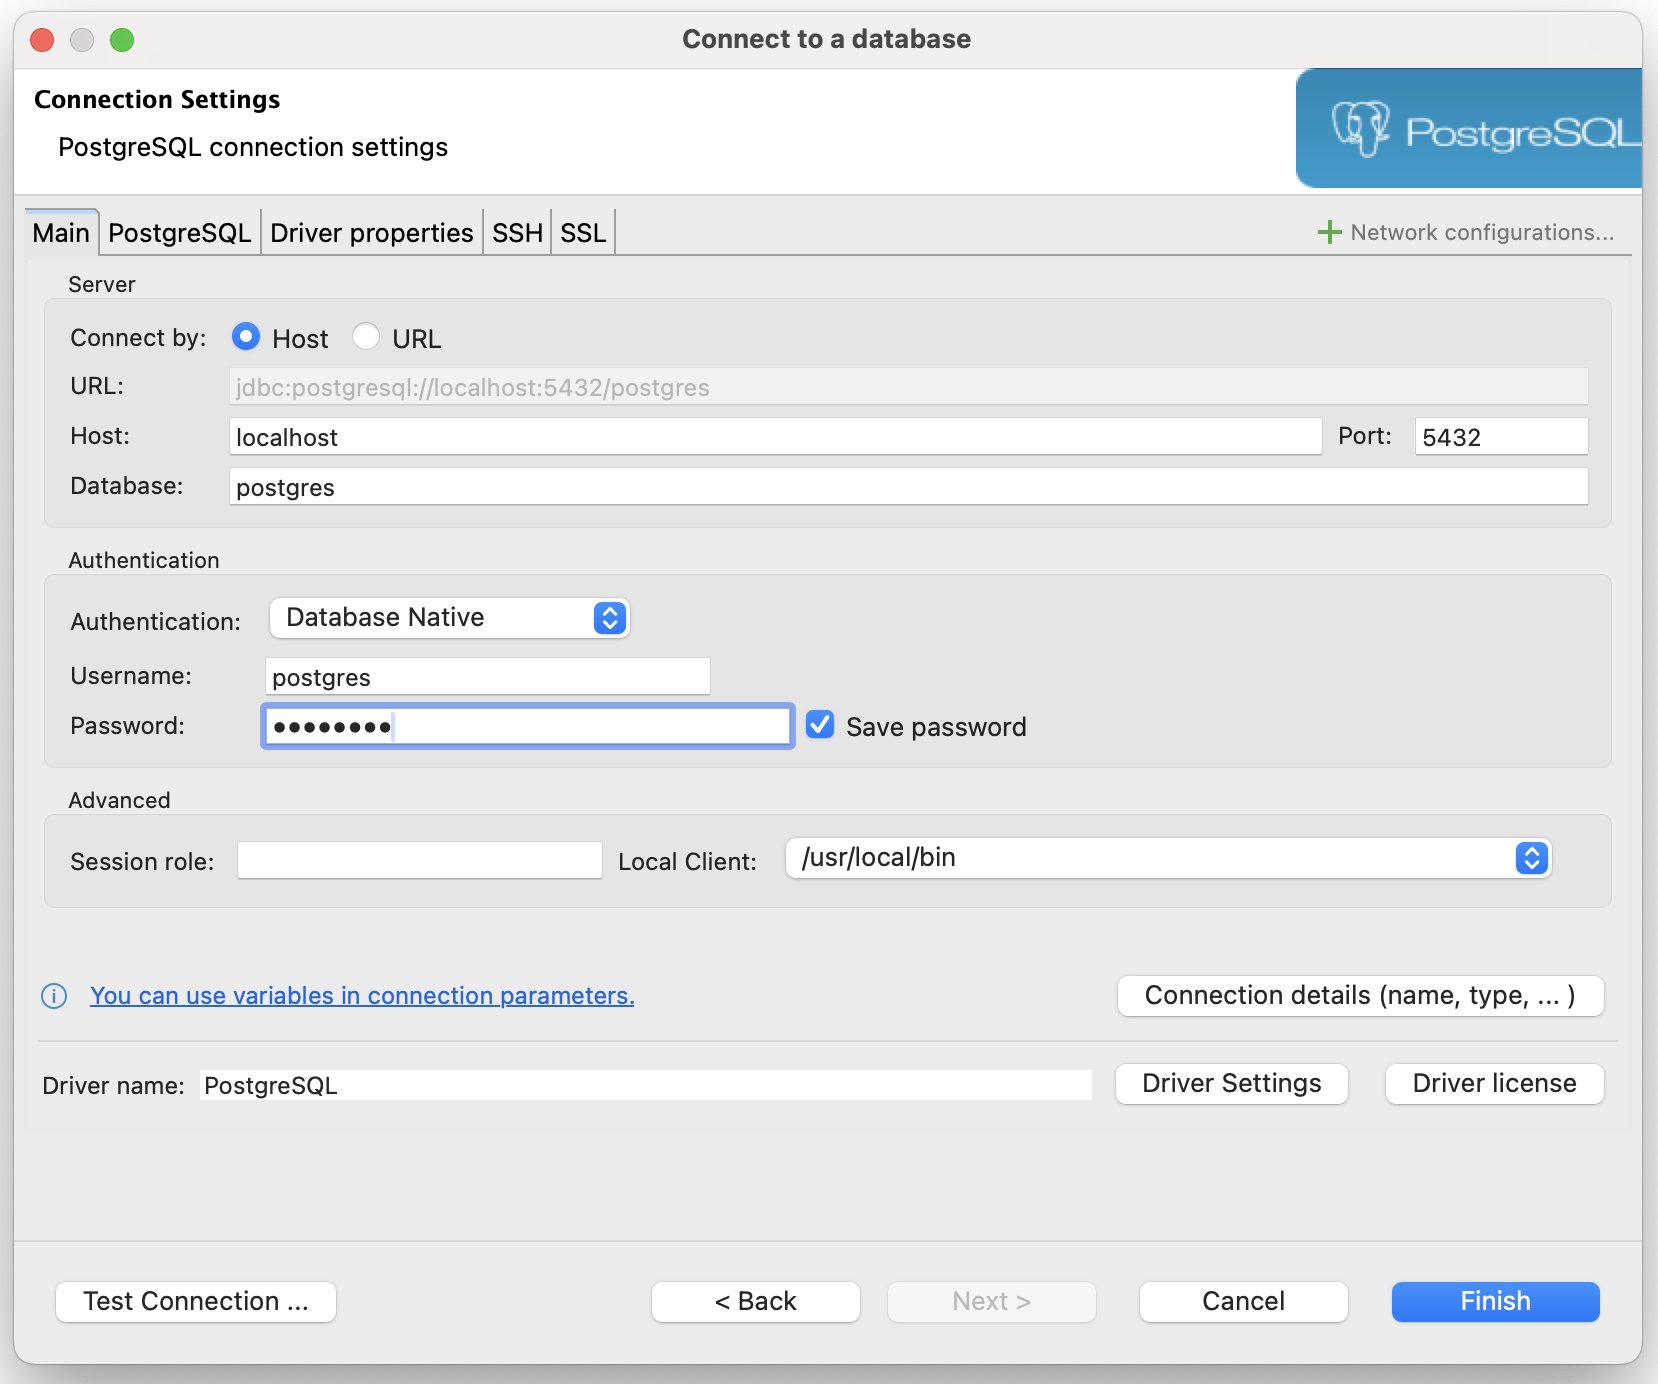 Connect to a database
Connection Settings
PostgreSQL connection settings
PostgreSQL
Main PostgreSQL Driver properties SSH SSL Network configurations...
Server
Connect by: Host URL
URL: jdbc:postgresql://localhost:5432/postgres
Host: localhost Port: 5432
Database: postgres
Authentication
Authentication: Database Native
Username: postgres
Password: ••••••••  Save password
Advanced
Session role: Local Client: /usr/local/bin
You can use variables in connection parameters. Connection details (name, type, ... )
Driver name: PostgreSQL Driver Settings Driver license
Test Connection ... < Back Next > Cancel Finish